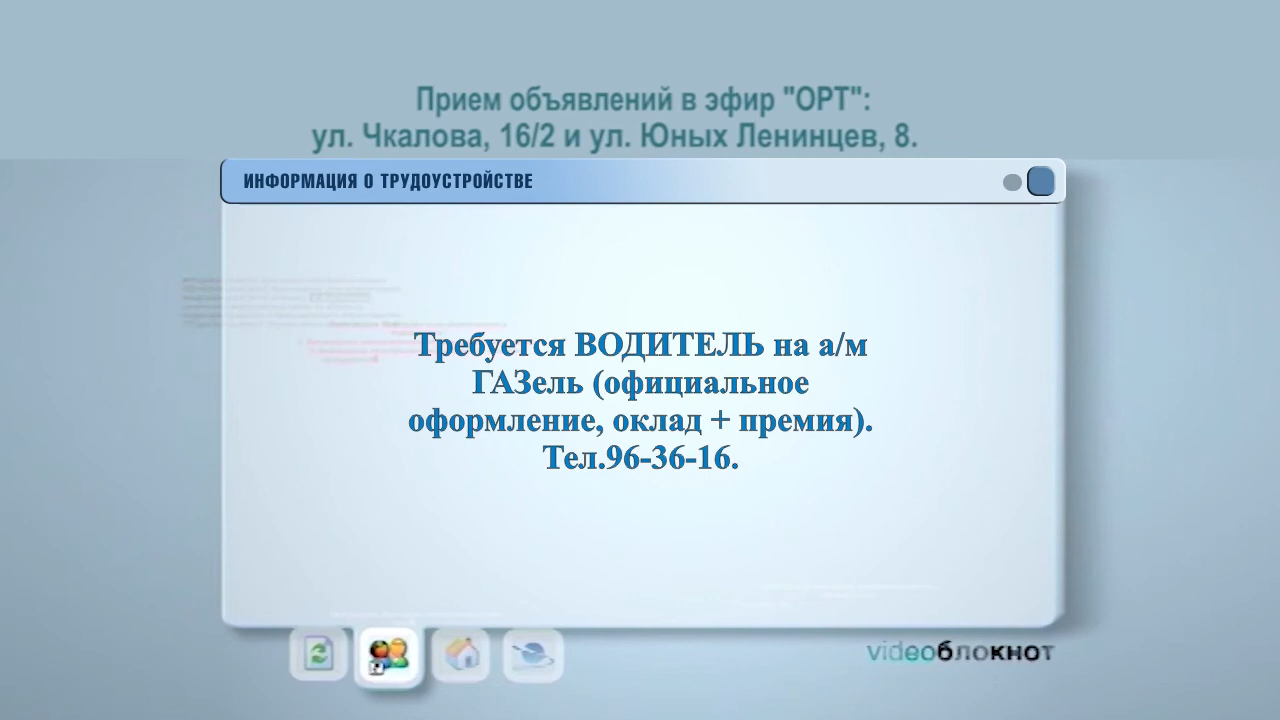 Прием объявлений в эфир "ОРТ":
ул. Чкалова, 16/2 и ул. Юных Ленинцев, 8.
ИНФОРМАЦИЯ О ТРУДОУСТРОЙСТВЕ
Требуется ВОДИТЕЛЬ на а/м
ГАЗель (официальное
оформление, оклад + премия).
Тел.96-36-16.
videoблокнот